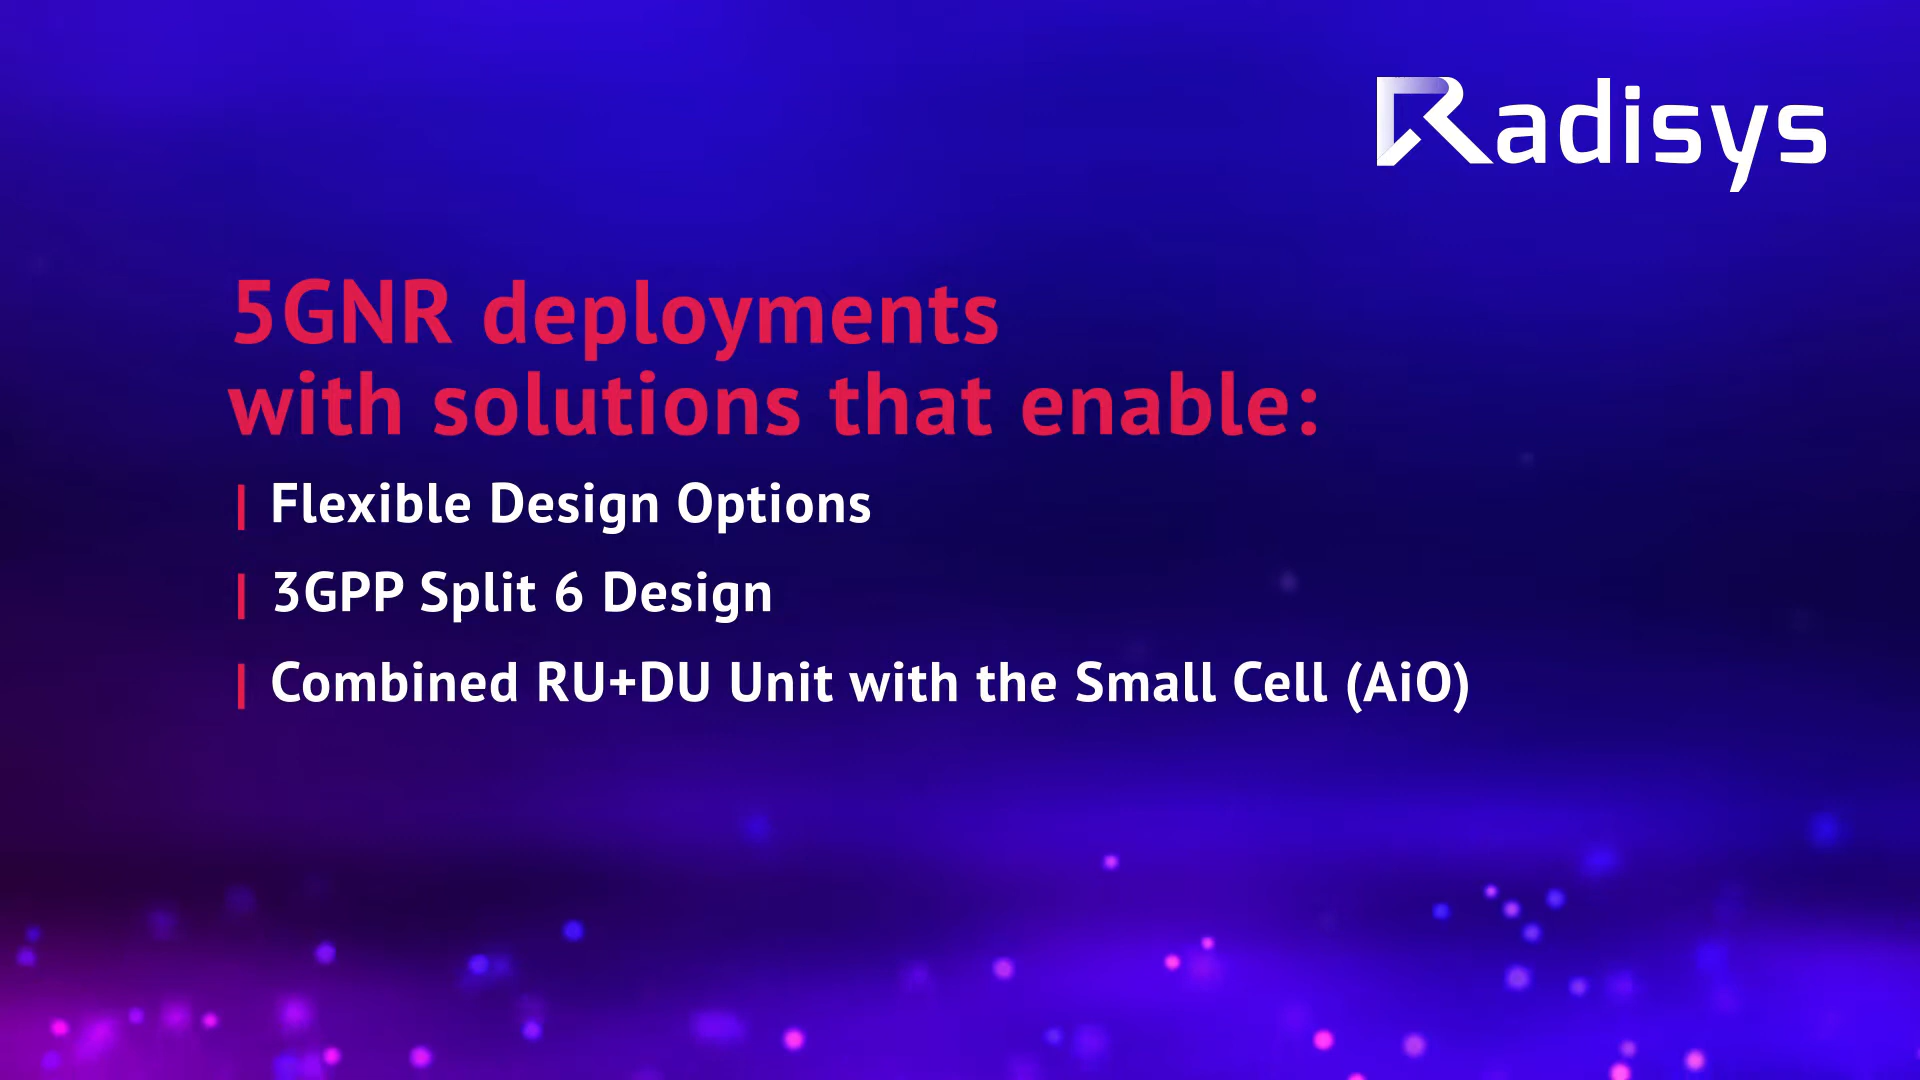 Radisys
5GNR deployments
with solutions that enable:
| Flexible Design Options
| 3GPP Split 6 Design
| Combined RU+DU Unit with the Small Cell (AiO)